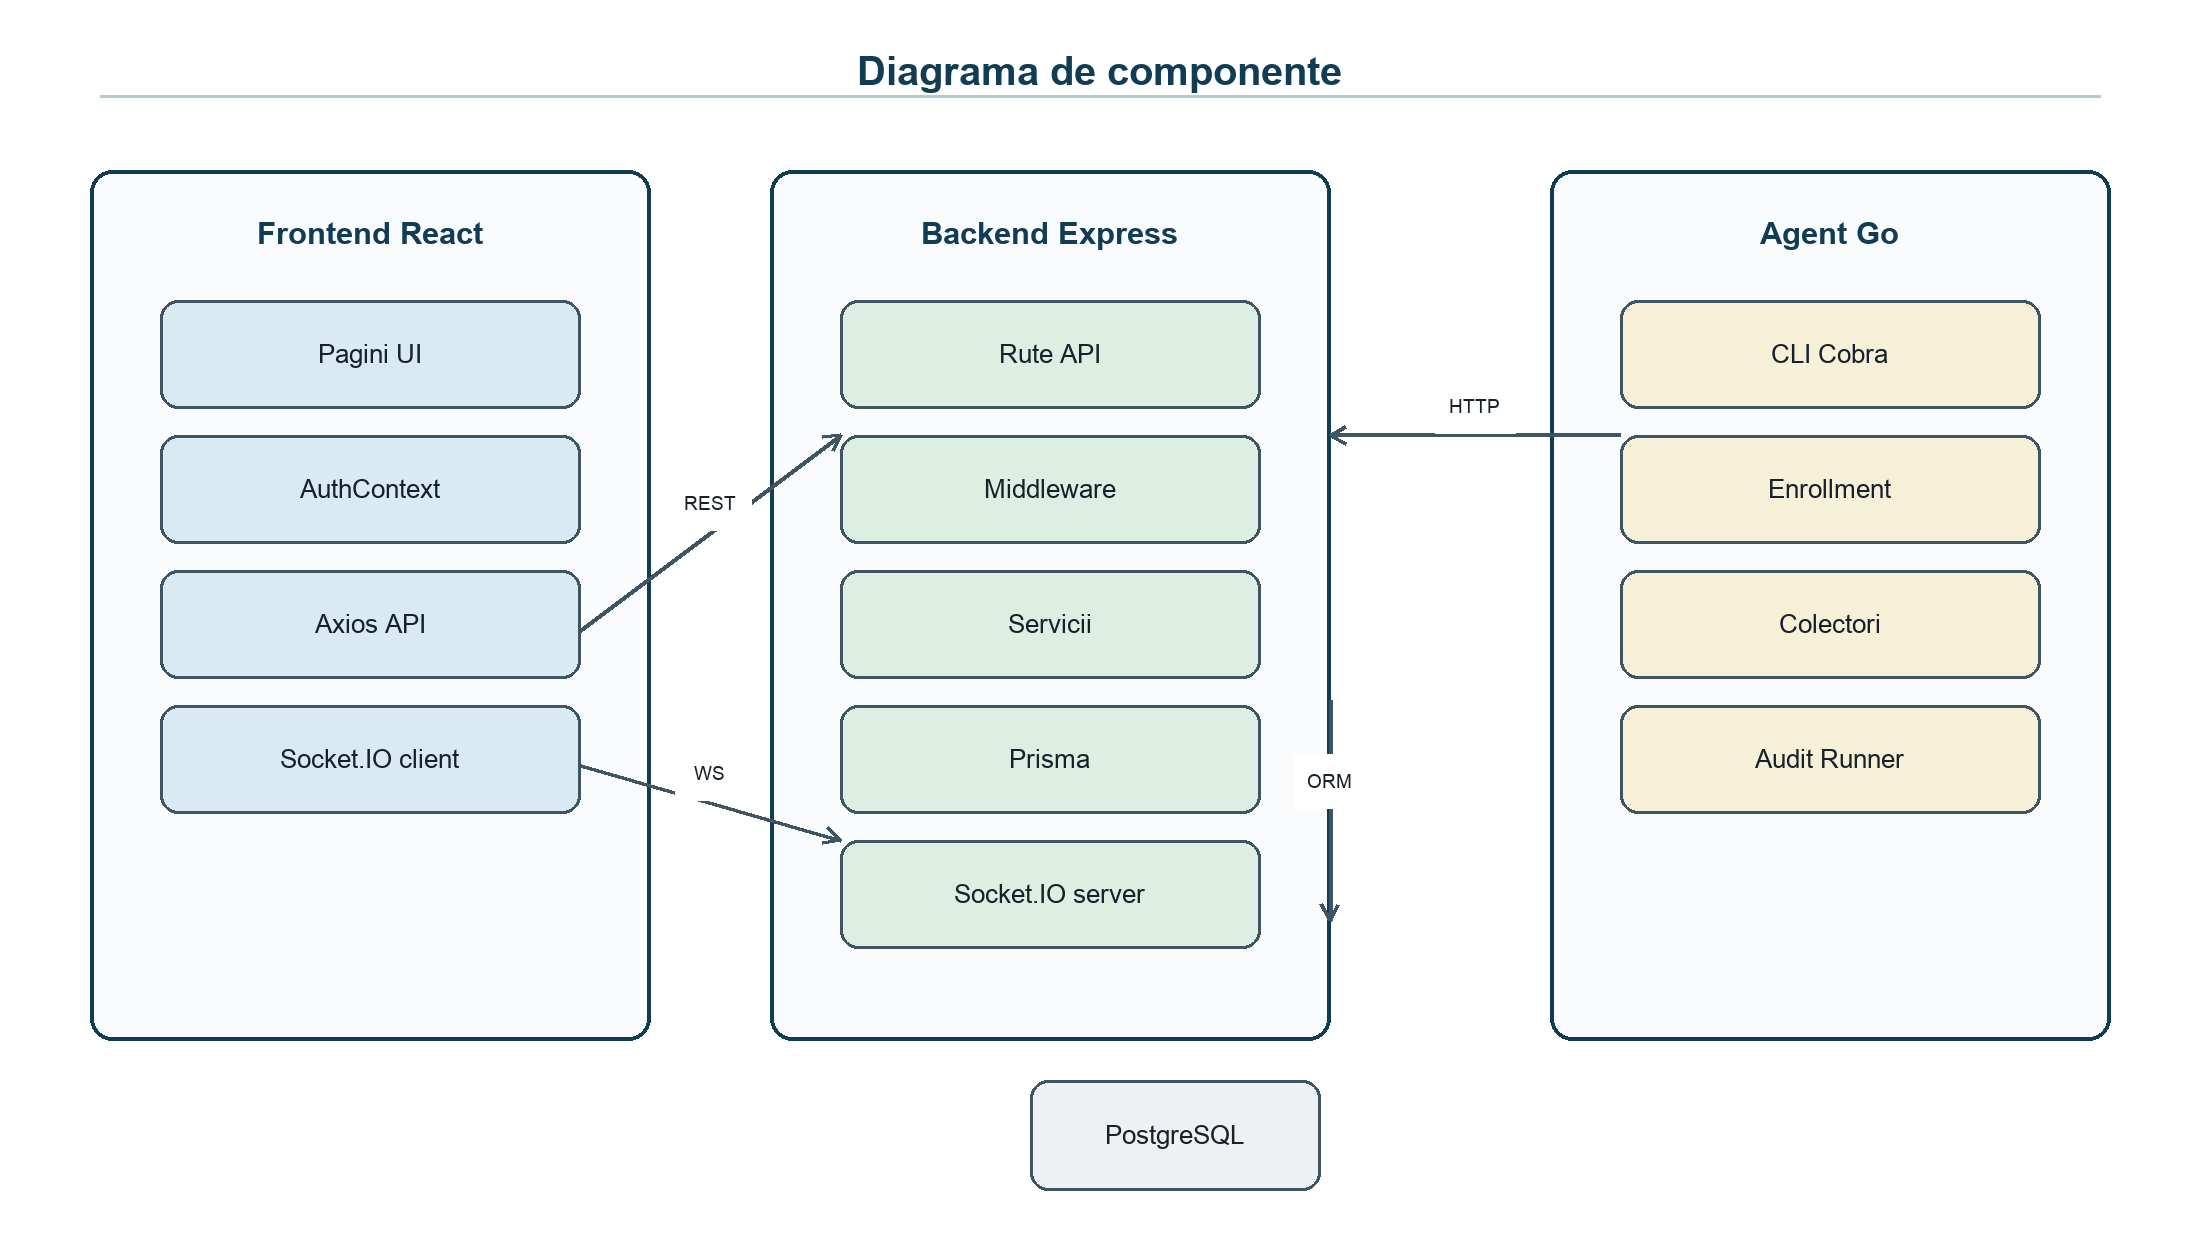 Diagrama de componente
Frontend React
Pagini UI
AuthContext
Axios API
Socket.IO client
REST
WS
Backend Express
Rute API
Middleware
Servicii
Prisma
Socket.IO server
ORM
HTTP
Agent Go
CLI Cobra
Enrollment
Colectori
Audit Runner
PostgreSQL